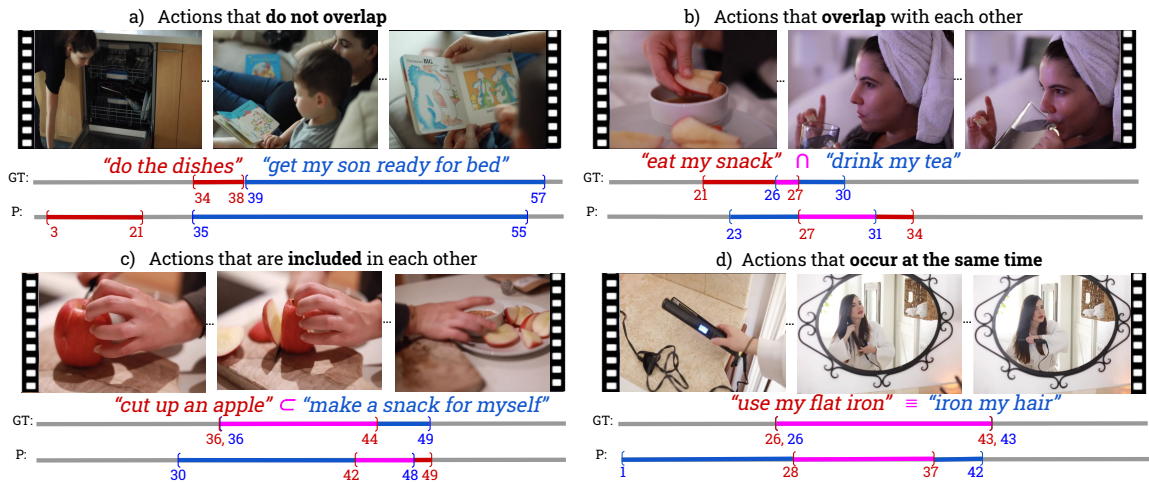 a) Actions that do not overlap
... ...
BIG
"do the dishes" "get my son ready for bed"
GT:
34 38 39 57
P:
3 21 35 55
b) Actions that overlap with each other
... ...
"eat my snack" ∩ "drink my tea"
GT:
21 26 27 30
P:
23 27 31 34
c) Actions that are included in each other
... ...
"cut up an apple" ⊂ "make a snack for myself"
GT:
36, 36 44 49
P:
30 42 48 49
d) Actions that occur at the same time
... ...
"use my flat iron" ≡ "iron my hair"
GT:
26, 26 43, 43
P:
1 28 37 42